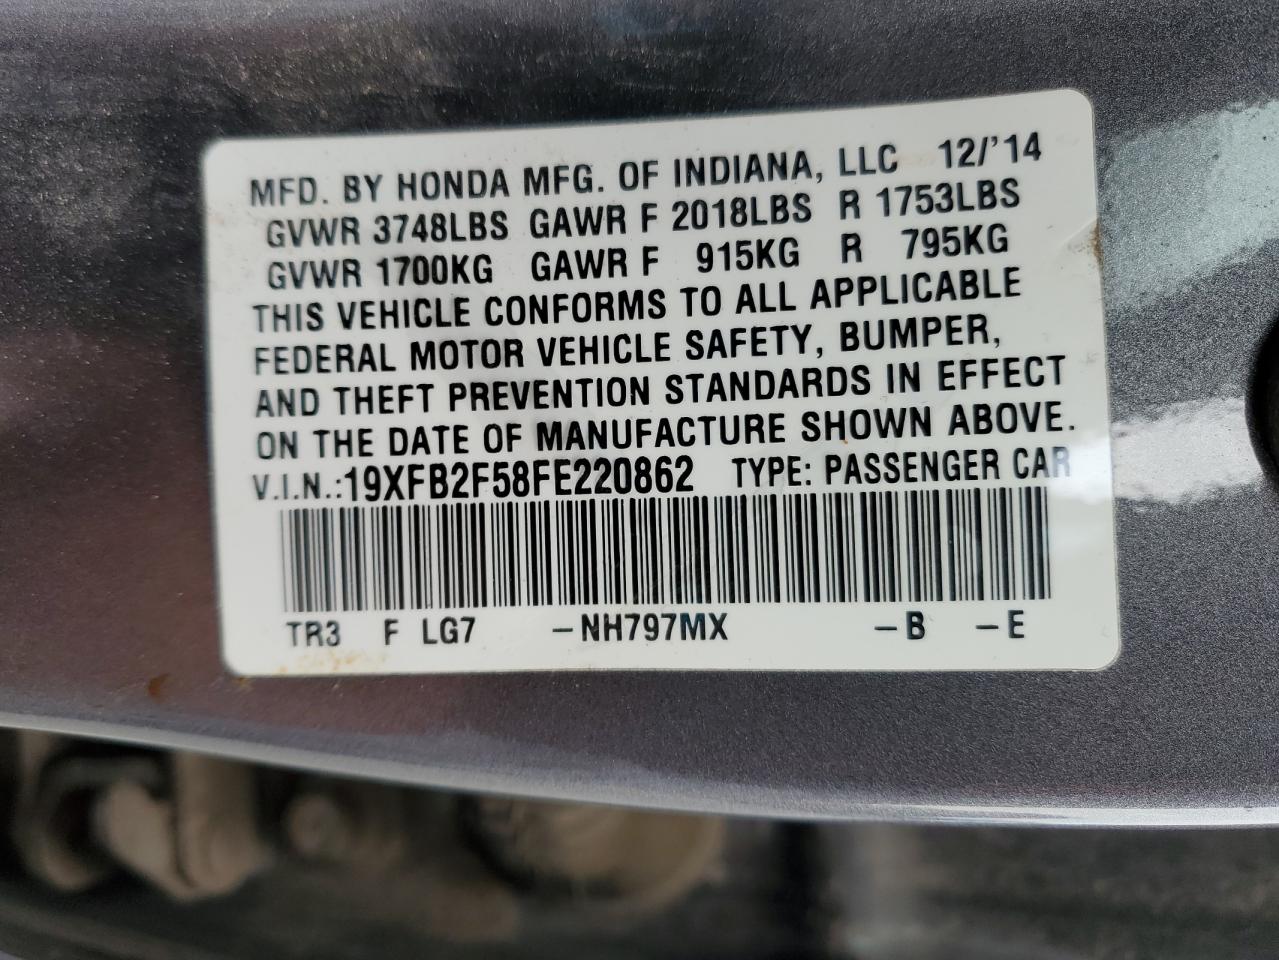 MFD. BY HONDA MFG. OF INDIANA, LLC 12/'14
GVWR 3748LBS GAWR F 2018LBS R 1753LBS
GVWR 1700KG GAWR F 915KG R 795KG
THIS VEHICLE CONFORMS TO ALL APPLICABLE
FEDERAL MOTOR VEHICLE SAFETY, BUMPER,
AND THEFT PREVENTION STANDARDS IN EFFECT
ON THE DATE OF MANUFACTURE SHOWN ABOVE.
V.I.N.:19XFB2F58FE220862 TYPE: PASSENGER CAR
TR3 F LG7 -NH797MX -B -E